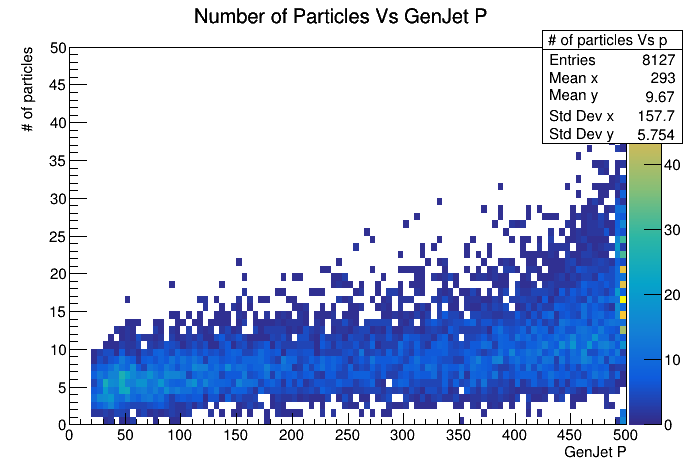 Number of Particles Vs GenJet P
# of particles Vs p
Entries 8127
Mean x 293
Mean y 9.67
Std Dev x 157.7
Std Dev y 5.754
# of particles
50
45
40
35
30
25
20
15
10
5
0
40
30
20
10
0
0 50 100 150 200 250 300 350 400 450 500
GenJet P